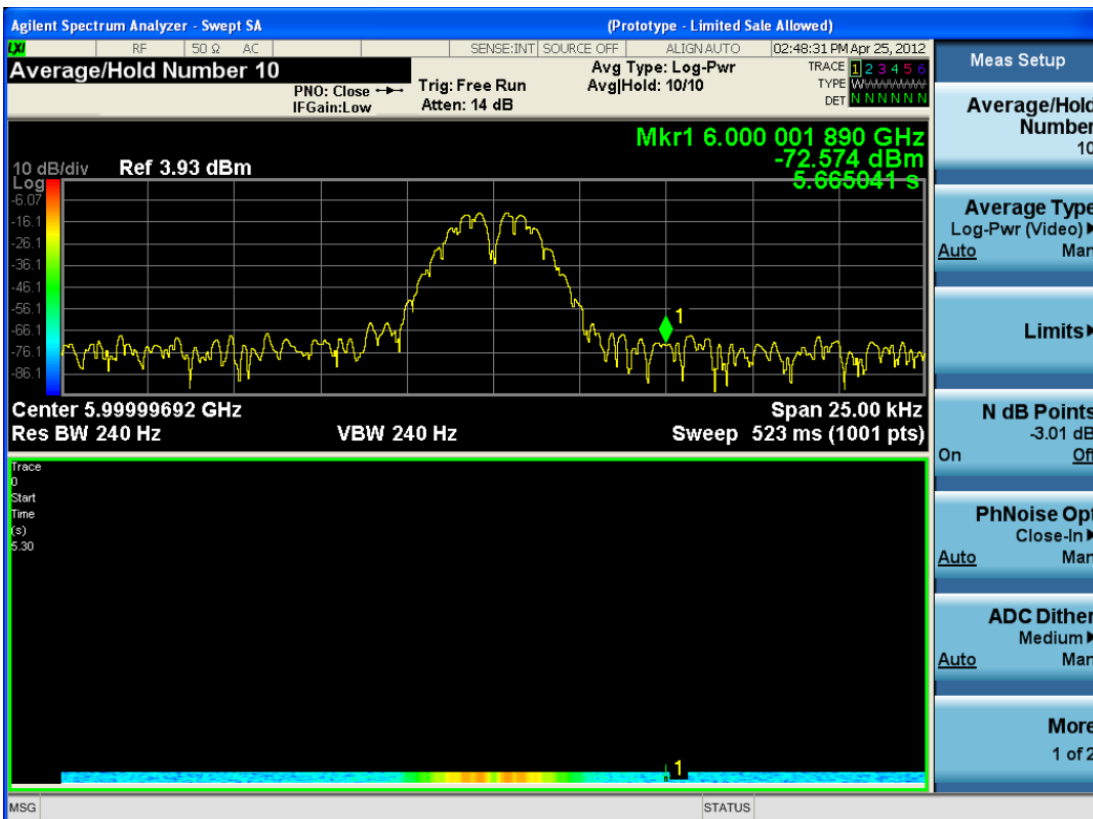 Agilent Spectrum Analyzer - Swept SA (Prototype - Limited Sale Allowed)
LXI RF 50 Ω AC SENSE:INT SOURCE OFF ALIGN AUTO 02:48:31 PM Apr 25, 2012
Average/Hold Number 10
PNO: Close
IFGain:Low
Trig: Free Run
Atten: 14 dB
Avg Type: Log-Pwr
Avg|Hold: 10/10
TRACE 1 2 3 4 5 6
TYPE WWWWWW
DET N N N N N N
Mkr1 6.000 001 890 GHz
-72.574 dBm
5.665041 s
10 dB/div Ref 3.93 dBm
Log
-6.07
-16.1
-26.1
-36.1
-46.1
-56.1
-66.1
-76.1
-86.1
1
Center 5.99999692 GHz Span 25.00 kHz
Res BW 240 Hz VBW 240 Hz Sweep 523 ms (1001 pts)
Trace
0
Start
Time
(s)
5.30
1
MSG STATUS
Meas Setup
Average/Hold
Number
10
Average Type
Log-Pwr (Video)
Auto Man
Limits
N dB Points
-3.01 dB
On Off
PhNoise Opt
Close-In
Auto Man
ADC Dither
Medium
Auto Man
More
1 of 2